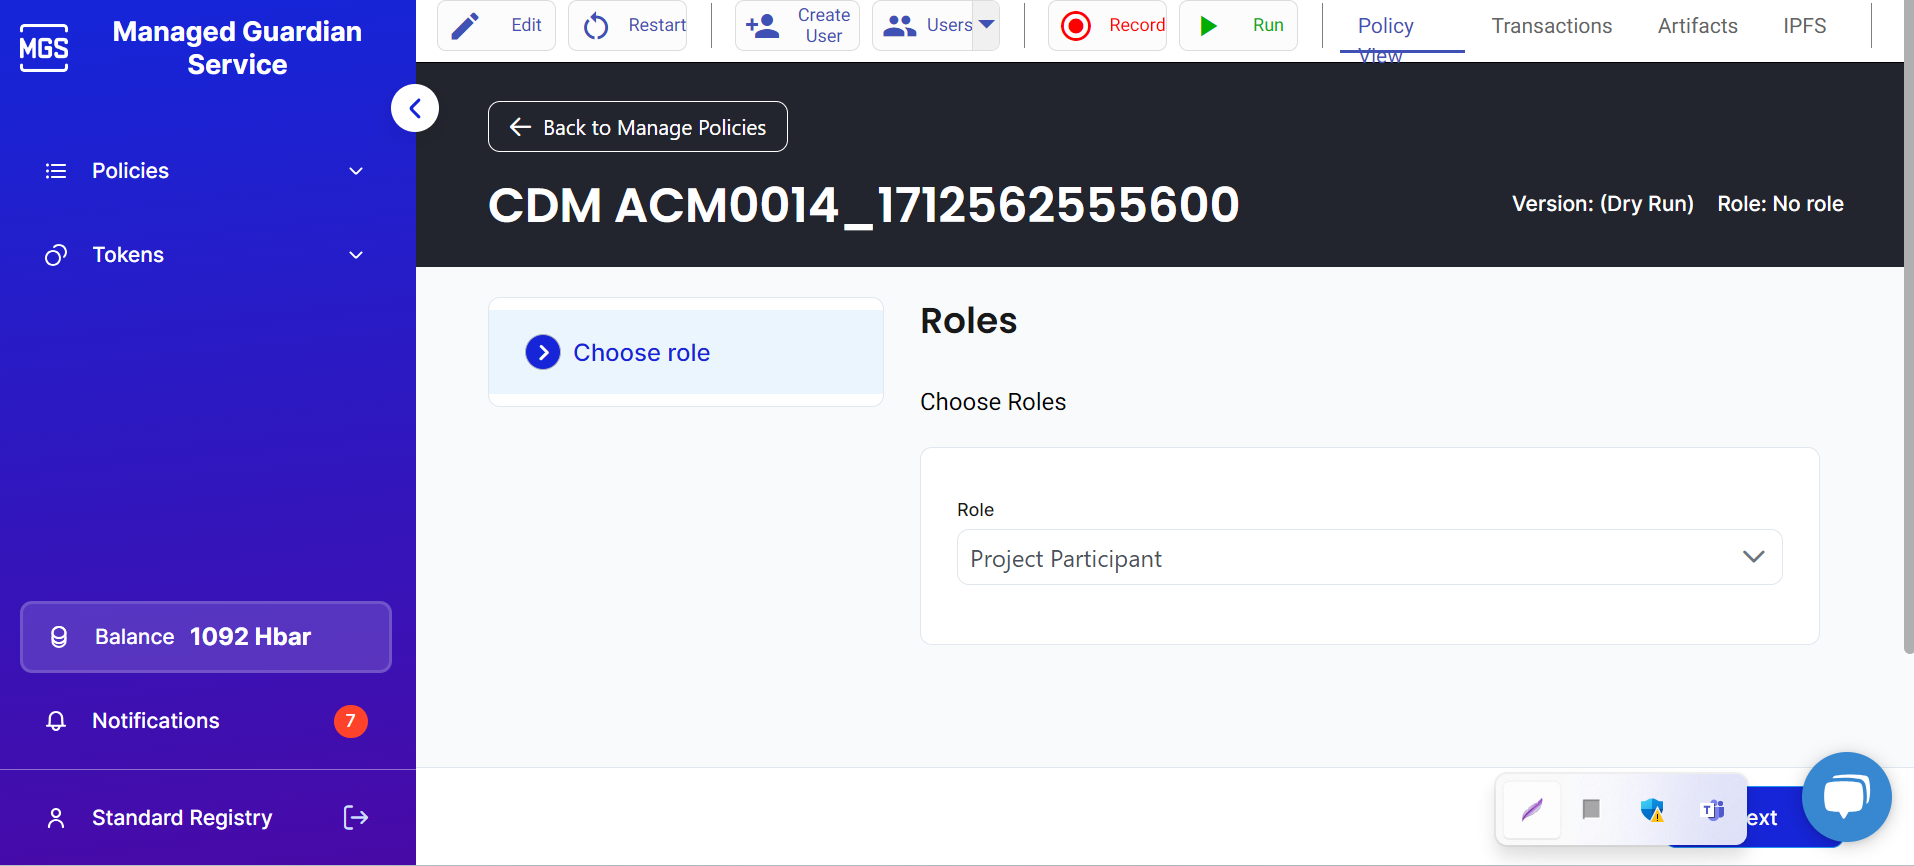 MGS
Managed Guardian
Service
Policies
Tokens
Balance 1092 Hbar
Notifications 7
Standard Registry
Edit
Restart
Create
User
Users
Record
Run
Policy
View
Transactions
Artifacts
IPFS
Back to Manage Policies
CDM ACM0014_1712562555600
Version: (Dry Run) Role: No role
Choose role
Roles
Choose Roles
Role
Project Participant
ext